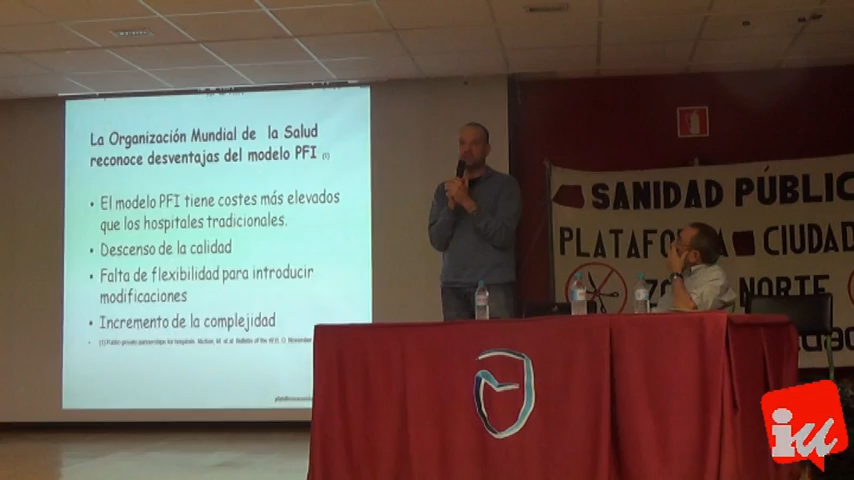 La Organización Mundial de la Salud
reconoce desventajas del modelo PFI (1)
• El modelo PFI tiene costes más elevados
que los hospitales tradicionales.
• Descenso de la calidad
• Falta de flexibilidad para introducir
modificaciones
• Incremento de la complejidad
SANIDAD PÚBLIC
CIUDAD
NORTE
iu